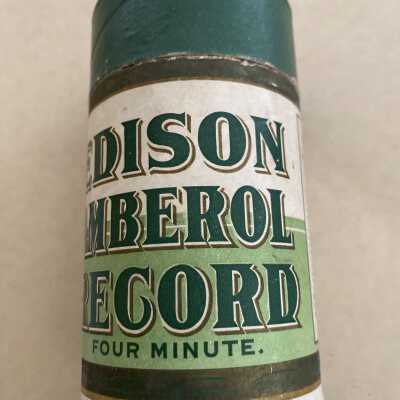 EDISON
AMBEROL
RECORD
FOUR MINUTE.